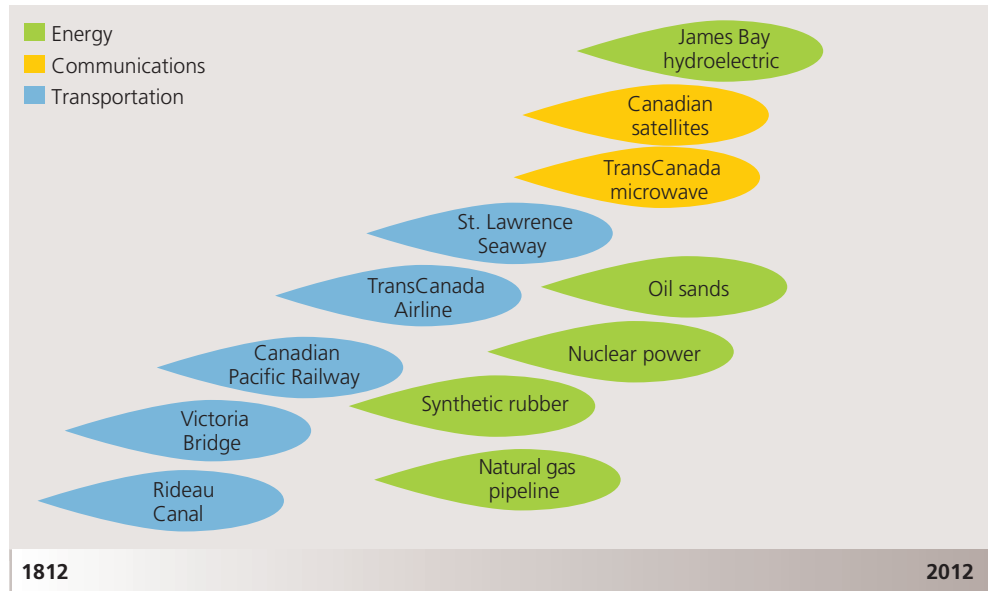 Energy
Communications
Transportation
James Bay
hydroelectric
Canadian
satellites
TransCanada
microwave
St. Lawrence
Seaway
TransCanada
Airline
Oil sands
Canadian
Pacific Railway
Nuclear power
Synthetic rubber
Victoria
Bridge
Natural gas
pipeline
Rideau
Canal
1812
2012